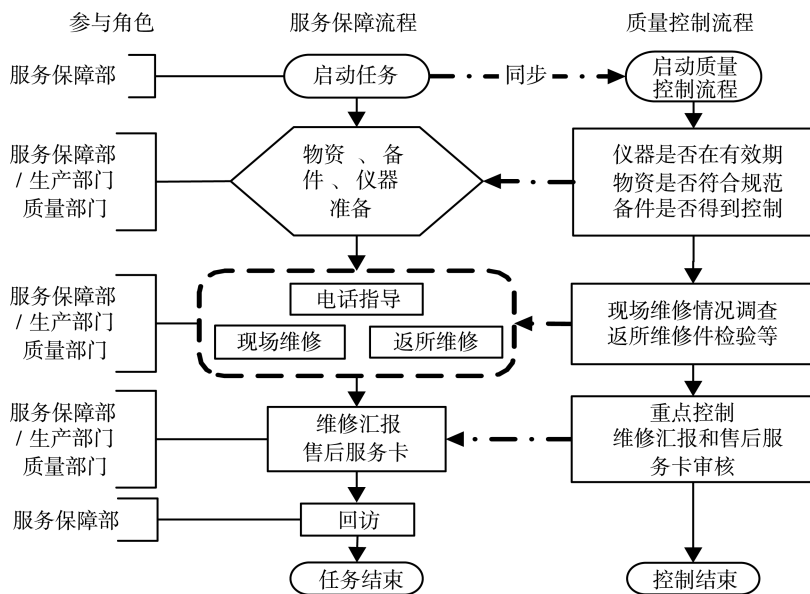 参与角色
服务保障流程
质量控制流程
服务保障部
启动任务
同步
启动质量
控制流程
服务保障部
/ 生产部门
质量部门
物资 、备
件 、仪器
准备
仪器是否在有效期
物资是否符合规范
备件是否得到控制
服务保障部
/ 生产部门
质量部门
电话指导
现场维修
返所维修
现场维修情况调查
返所维修件检验等
服务保障部
/ 生产部门
质量部门
维修汇报
售后服务卡
重点控制
维修汇报和售后服
务卡审核
服务保障部
回访
任务结束
控制结束